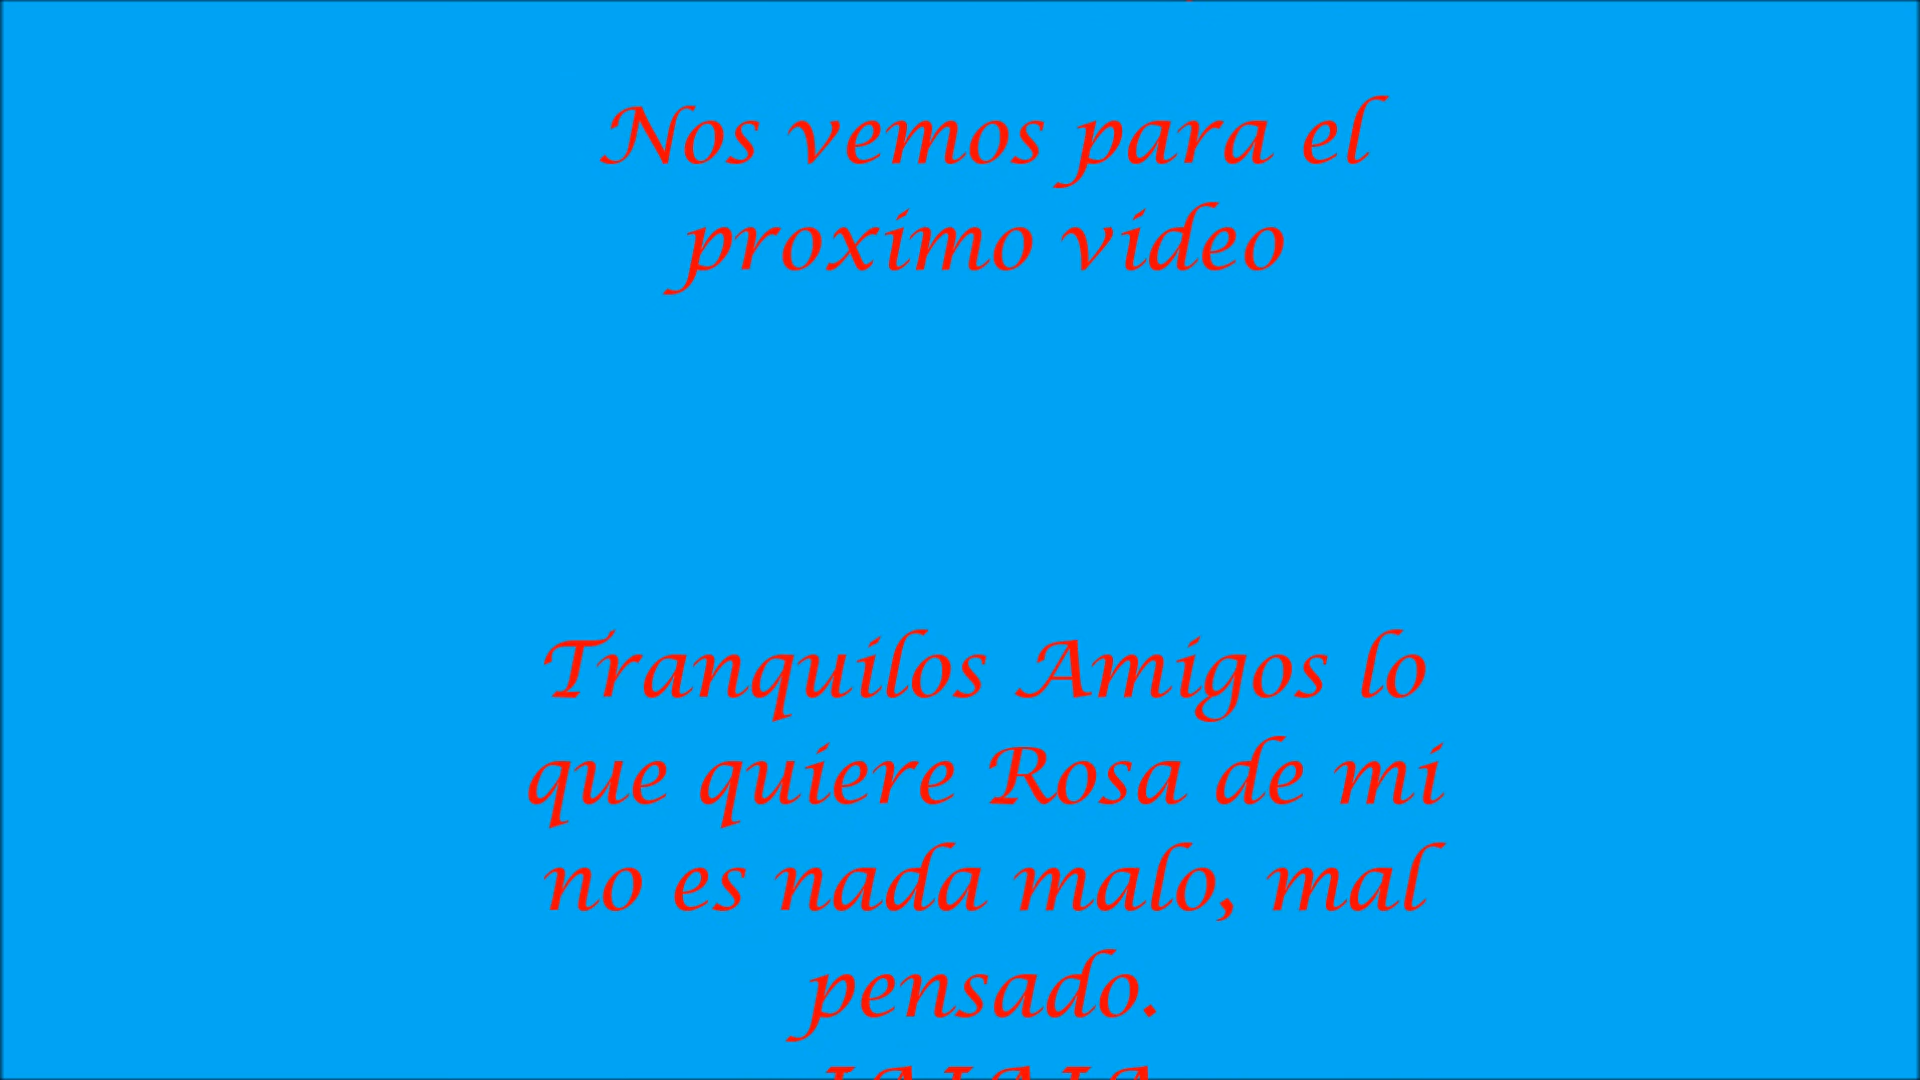 Nos vemos para el
proximo video
Tranquilos Amigos lo
que quiere Rosa de mi
no es nada malo, mal
pensado.
JAJAJA